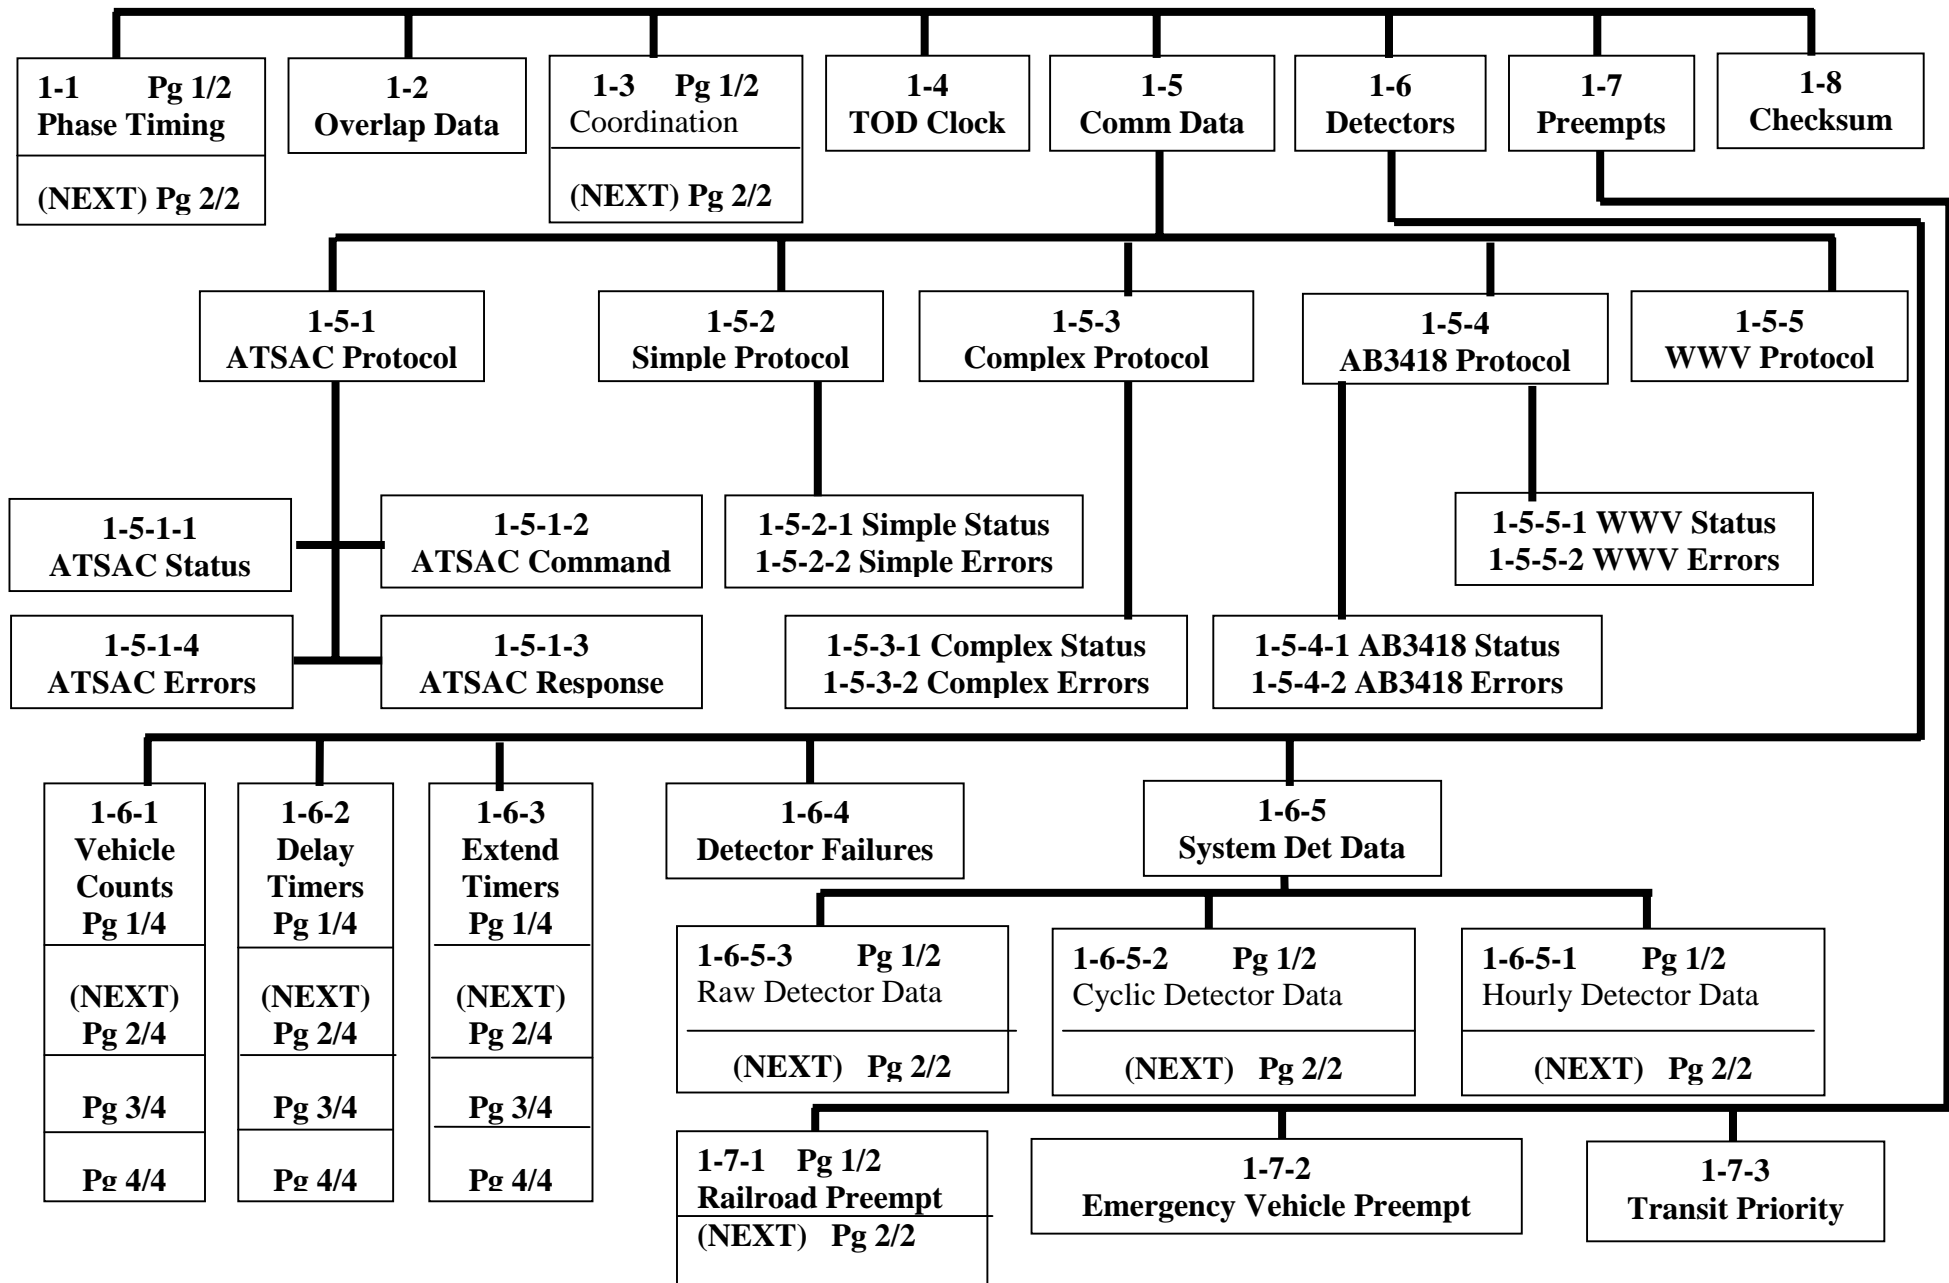 1-1 Pg 1/2
Phase Timing
(NEXT) Pg 2/2
1-2
Overlap Data
1-3 Pg 1/2
Coordination
(NEXT) Pg 2/2
1-4
TOD Clock
1-5
Comm Data
1-6
Detectors
1-7
Preempts
1-8
Checksum
1-5-1
ATSAC Protocol
1-5-2
Simple Protocol
1-5-3
Complex Protocol
1-5-4
AB3418 Protocol
1-5-5
WWV Protocol
1-5-1-1
ATSAC Status
1-5-1-2
ATSAC Command
1-5-2-1 Simple Status
1-5-2-2 Simple Errors
1-5-5-1 WWV Status
1-5-5-2 WWV Errors
1-5-1-4
ATSAC Errors
1-5-1-3
ATSAC Response
1-5-3-1 Complex Status
1-5-3-2 Complex Errors
1-5-4-1 AB3418 Status
1-5-4-2 AB3418 Errors
1-6-1
Vehicle
Counts
Pg 1/4
(NEXT)
Pg 2/4
Pg 3/4
Pg 4/4
1-6-2
Delay
Timers
Pg 1/4
(NEXT)
Pg 2/4
Pg 3/4
Pg 4/4
1-6-3
Extend
Timers
Pg 1/4
(NEXT)
Pg 2/4
Pg 3/4
Pg 4/4
1-6-4
Detector Failures
1-6-5
System Det Data
1-6-5-3 Pg 1/2
Raw Detector Data
(NEXT) Pg 2/2
1-6-5-2 Pg 1/2
Cyclic Detector Data
(NEXT) Pg 2/2
1-6-5-1 Pg 1/2
Hourly Detector Data
(NEXT) Pg 2/2
1-7-1 Pg 1/2
Railroad Preempt
(NEXT) Pg 2/2
1-7-2
Emergency Vehicle Preempt
1-7-3
Transit Priority